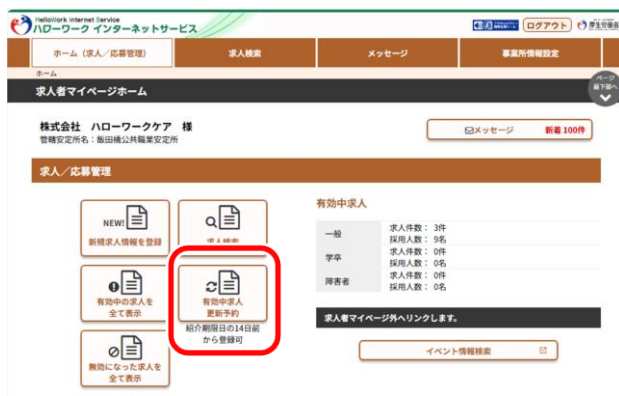 HelloWork Internet Service
ハローワーク インターネットサービス
ログアウト
ホーム（求人／応募管理）
求人検索
メッセージ
事業所情報設定
ホーム
ページ
最下部へ
求人者マイページホーム
株式会社　ハローワークケア　様
管轄安定所名：飯田橋公共職業安定所
メッセージ　新着 100件
求人／応募管理
NEW!
新規求人情報を登録
求人検索
有効中の求人を
全て表示
有効中求人
更新予約
紹介期限日の14日前
から登録可
無効になった求人を
全て表示
有効中求人
一般
求人件数： 3件
採用人数： 9名
学卒
求人件数： 0件
採用人数： 0名
障害者
求人件数： 0件
採用人数： 0名
求人者マイページ外へリンクします。
イベント情報検索